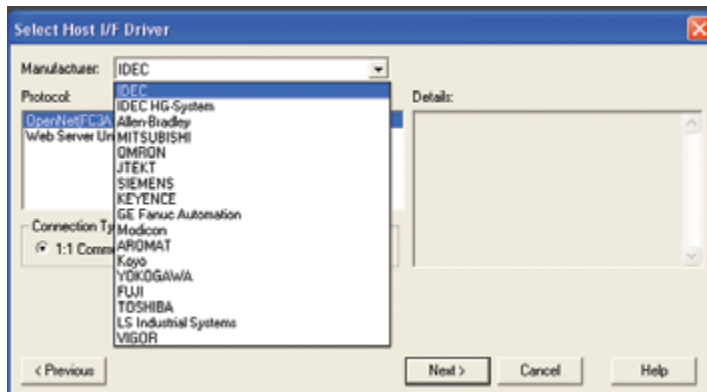 Select Host I/F Driver
Manufacturer: IDEC
Protocol:
Details:
IDEC
IDEC HG-System
OpenNet(FC3A
Allen-Bradley
Web Server Un
MITSUBISHI
OMRON
JTEKT
SIEMENS
KEYENCE
GE Fanuc Automation
Connection Ty
Modicon
AROMAT
1:1 Comm
Koyo
YOKOGAWA
FUJI
TOSHIBA
LS Industrial Systems
VIGOR
< Previous
Next >
Cancel
Help